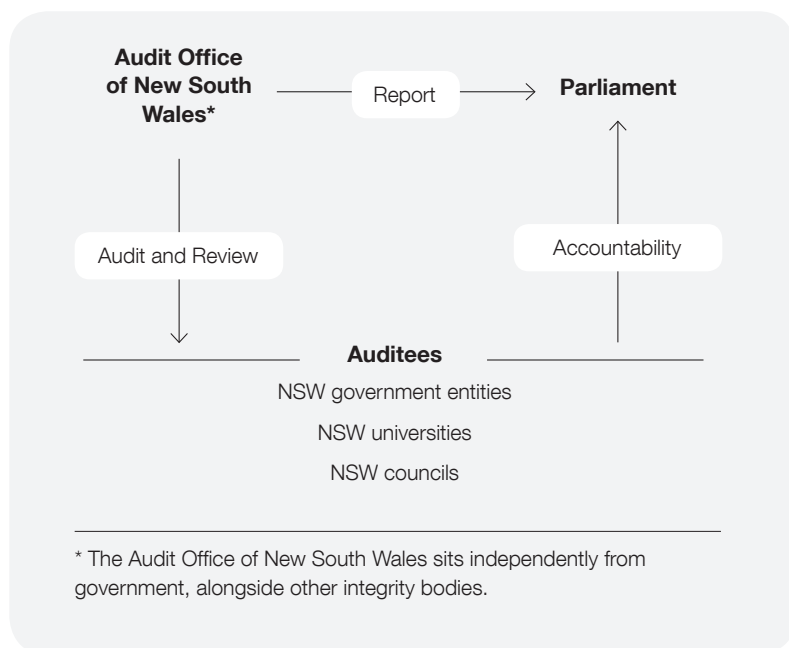 Audit Office
of New South
Wales*
Report
Parliament
Audit and Review
Accountability
Auditees
NSW government entities
NSW universities
NSW councils
* The Audit Office of New South Wales sits independently from
government, alongside other integrity bodies.